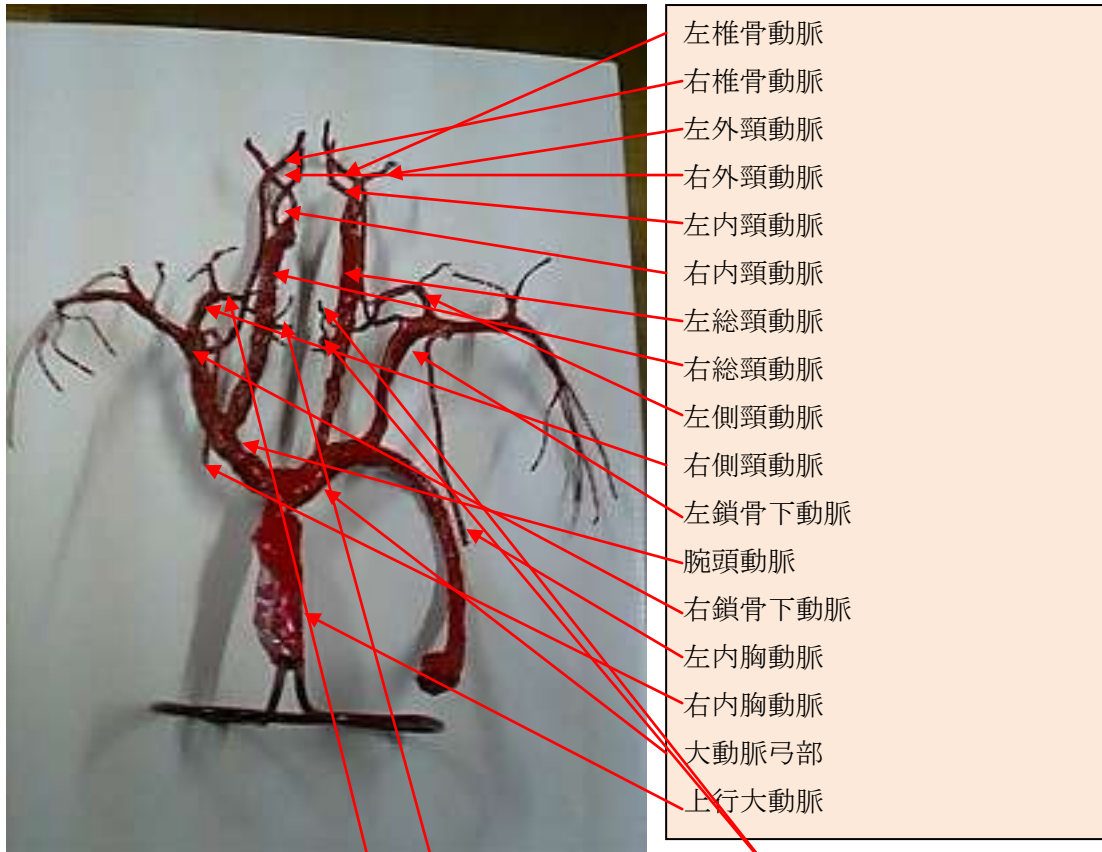 左椎骨動脈
右椎骨動脈
左外頸動脈
右外頸動脈
左内頸動脈
右内頸動脈
左総頸動脈
右総頸動脈
左側頸動脈
右側頸動脈
左鎖骨下動脈
腕頭動脈
右鎖骨下動脈
左内胸動脈
右内胸動脈
大動脈弓部
上行大動脈